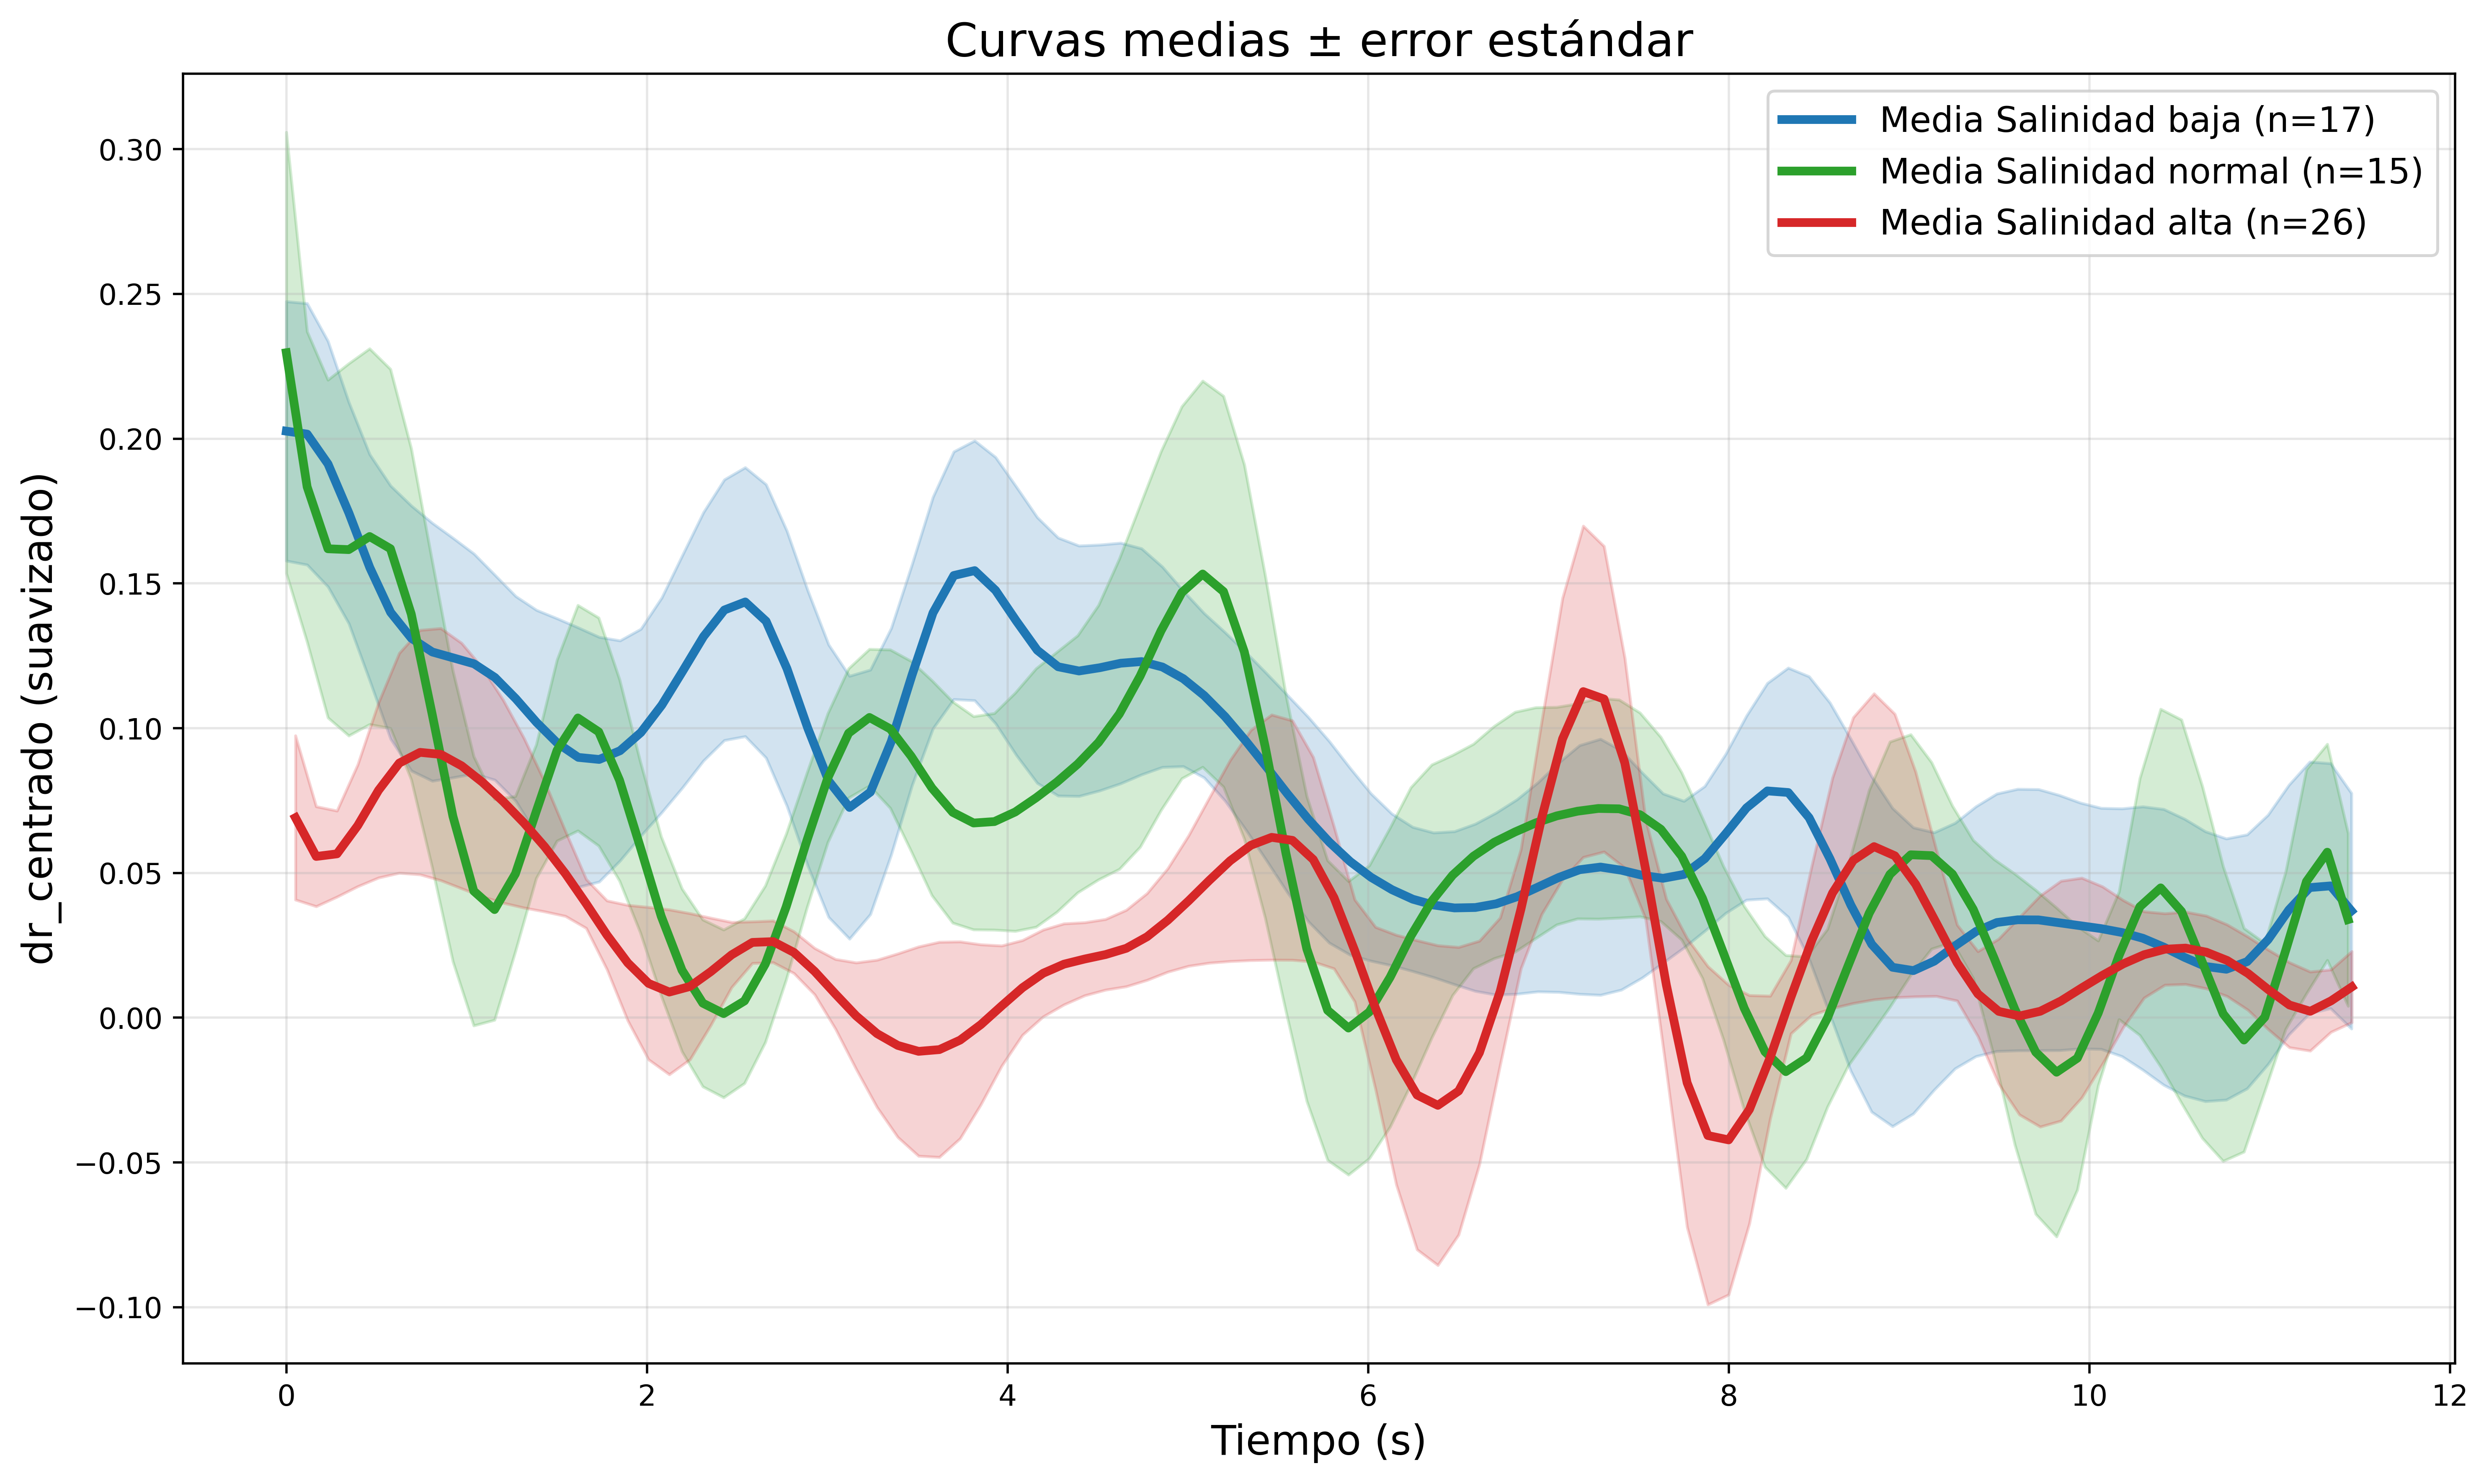 Curvas medias ± error estándar
Media Salinidad baja (n=17)
Media Salinidad normal (n=15)
Media Salinidad alta (n=26)
dr_centrado (suavizado)
0.30
0.25
0.20
0.15
0.10
0.05
0.00
−0.05
−0.10
0 2 4 6 8 10 12
Tiempo (s)